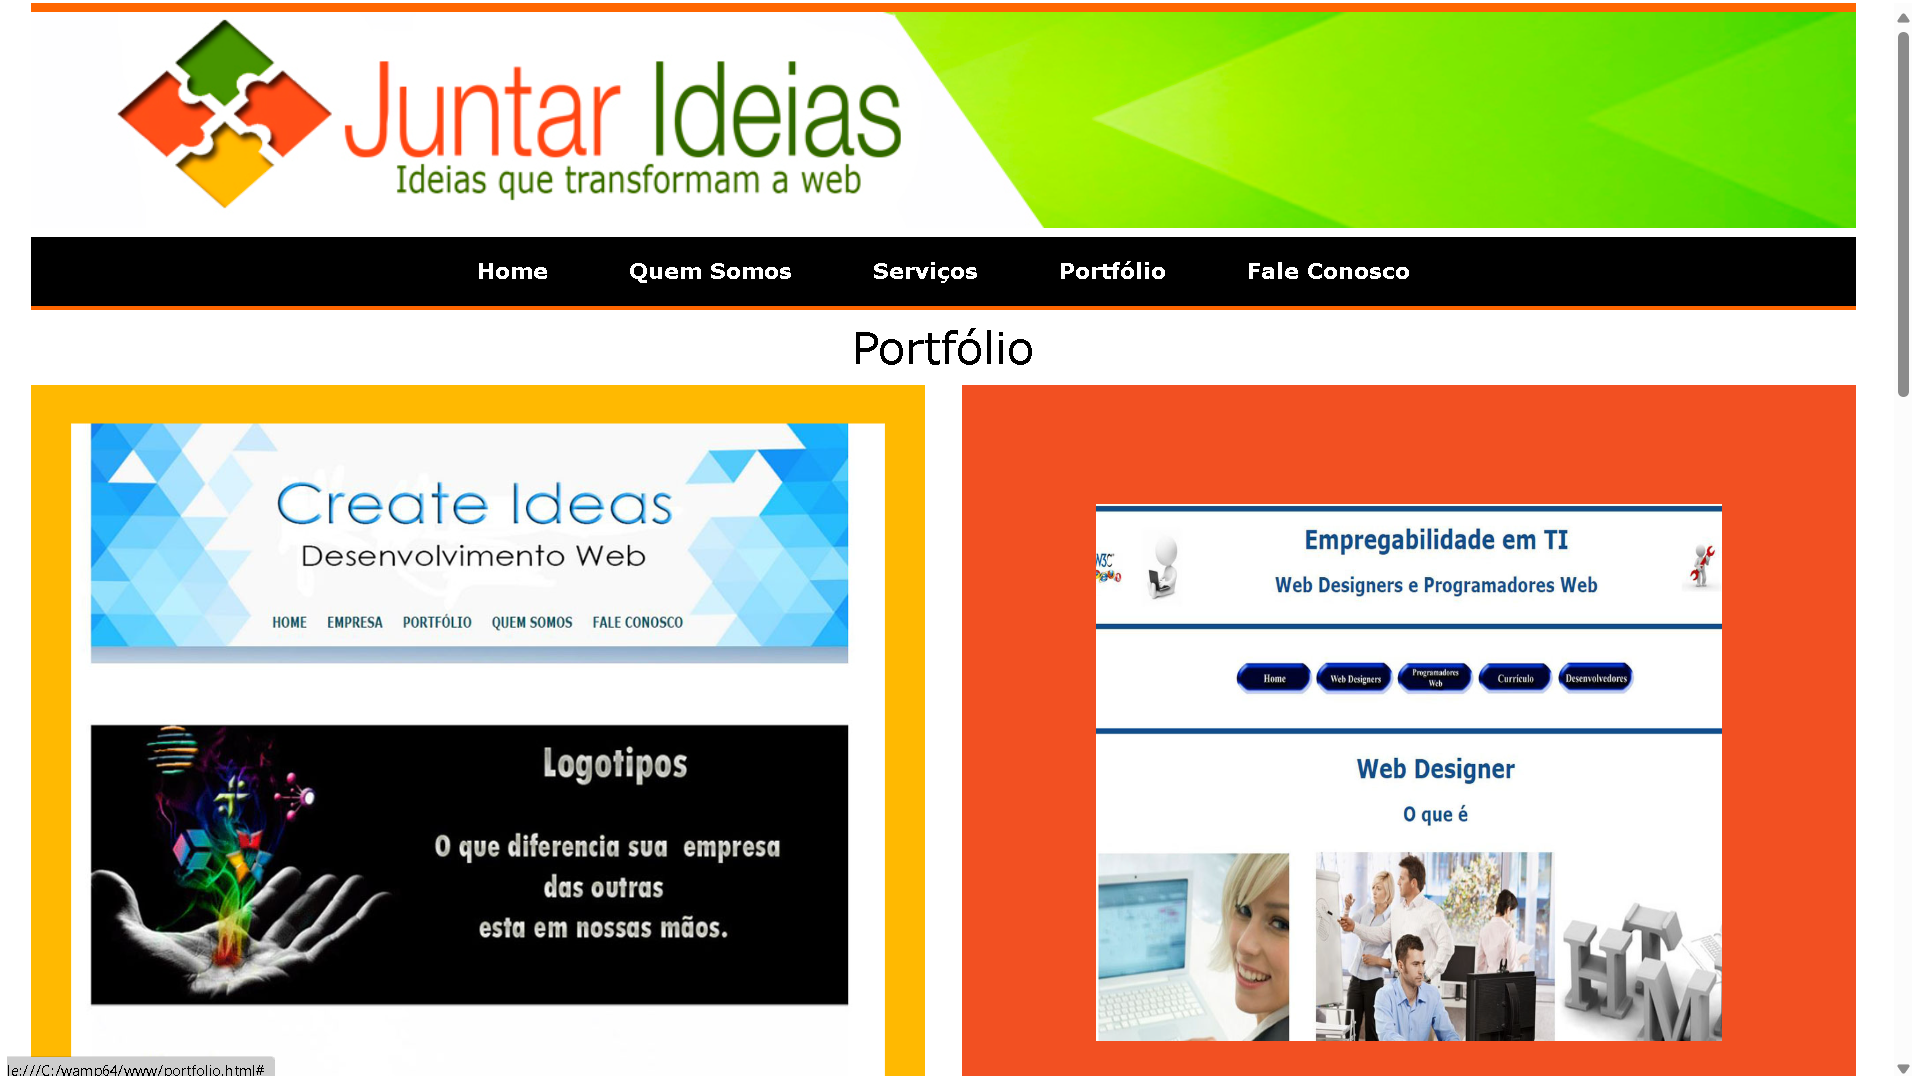 Juntar Ideias
Ideias que transformam a web
Home Quem Somos Serviços Portfólio Fale Conosco
Portfólio
Create Ideas
Desenvolvimento Web
HOME EMPRESA PORTFÓLIO QUEM SOMOS FALE CONOSCO
Logotipos
O que diferencia sua empresa
das outras
esta em nossas mãos.
Empregabilidade em TI
Web Designers e Programadores Web
Home Web Designers Programadores Web Currículo Desenvolvedores
Web Designer
O que é
HTM
le:///C:/wamp64/www/portfolio.html#